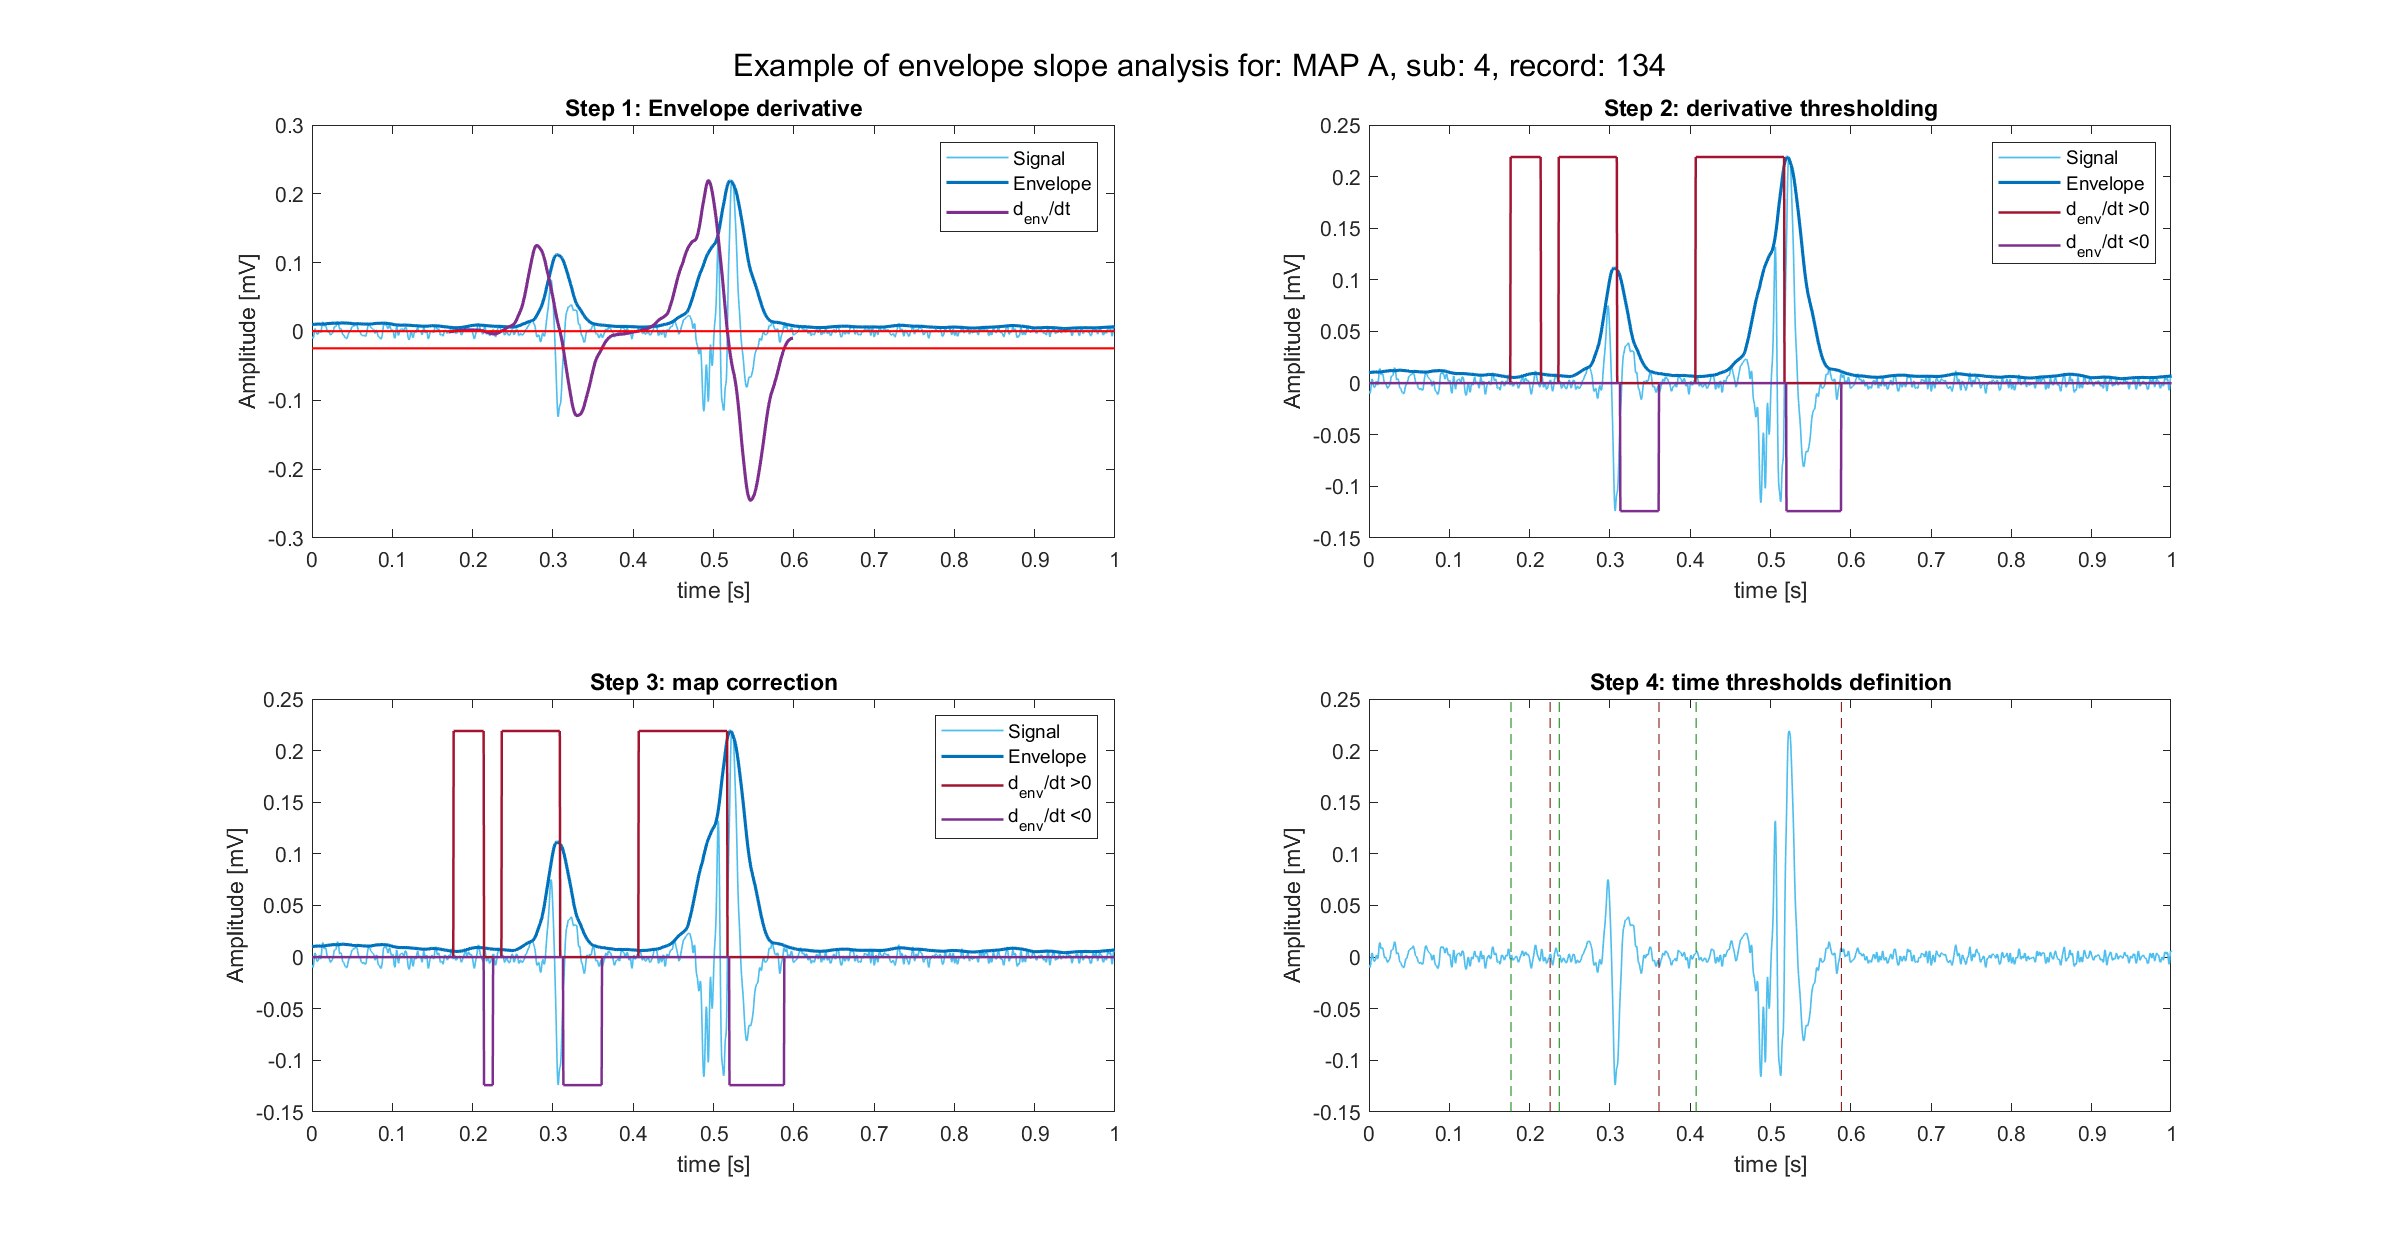 Example of envelope slope analysis for: MAP A, sub: 4, record: 134
Step 1: Envelope derivative
0.3
0.2
0.1
0
-0.1
-0.2
-0.3
Amplitude [mV]
0 0.1 0.2 0.3 0.4 0.5 0.6 0.7 0.8 0.9 1
time [s]
Signal
Envelope
d_env/dt
Step 2: derivative thresholding
0.25
0.2
0.15
0.1
0.05
0
-0.05
-0.1
-0.15
Amplitude [mV]
0 0.1 0.2 0.3 0.4 0.5 0.6 0.7 0.8 0.9 1
time [s]
Signal
Envelope
d_env/dt >0
d_env/dt <0
Step 3: map correction
0.25
0.2
0.15
0.1
0.05
0
-0.05
-0.1
-0.15
Amplitude [mV]
0 0.1 0.2 0.3 0.4 0.5 0.6 0.7 0.8 0.9 1
time [s]
Signal
Envelope
d_env/dt >0
d_env/dt <0
Step 4: time thresholds definition
0.25
0.2
0.15
0.1
0.05
0
-0.05
-0.1
-0.15
Amplitude [mV]
0 0.1 0.2 0.3 0.4 0.5 0.6 0.7 0.8 0.9 1
time [s]